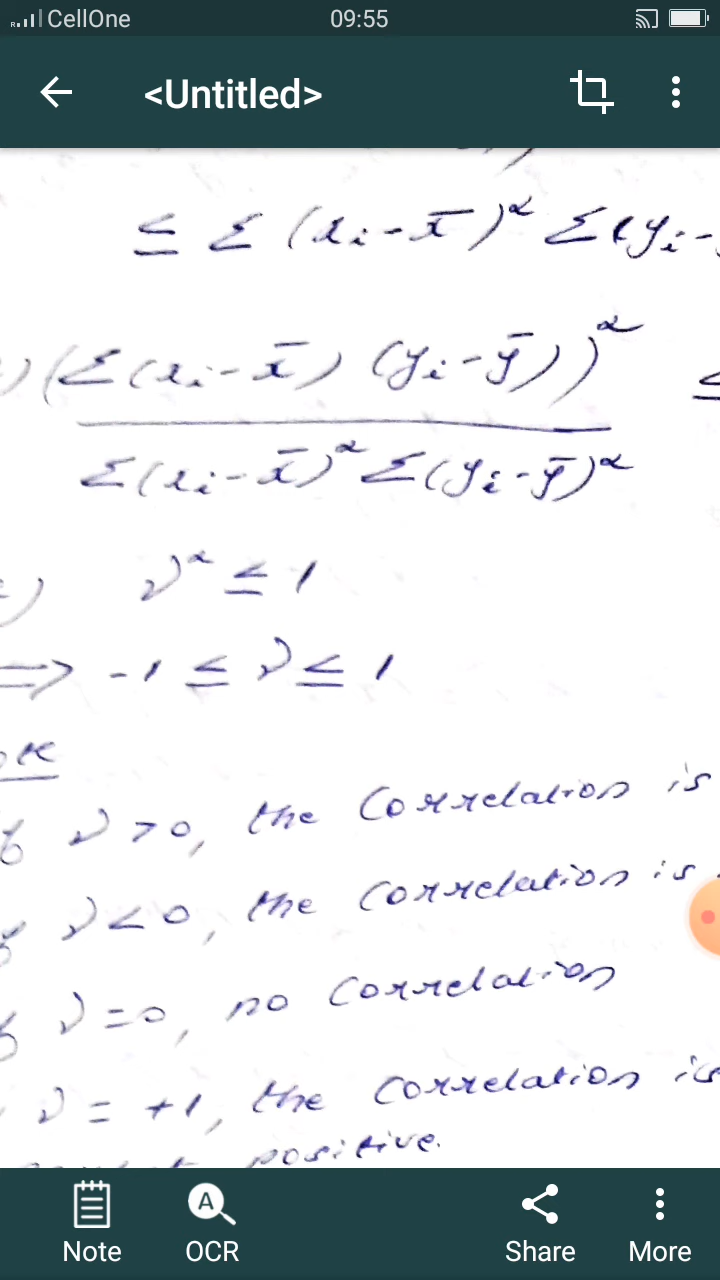 CellOne 09:55
<Untitled>
≤ Σ (xi - x̄)² Σ(yi -
(Σ(xi - x̄) (yi - ȳ))² ≤
Σ(xi - x̄)² Σ(yi - ȳ)²
r² ≤ 1
⇒ -1 ≤ r ≤ 1
r > 0, the Correlation is
r < 0, the Correlation is
r = 0, no Correlation
r = +1, the Correlation is
positive.
Note OCR Share More